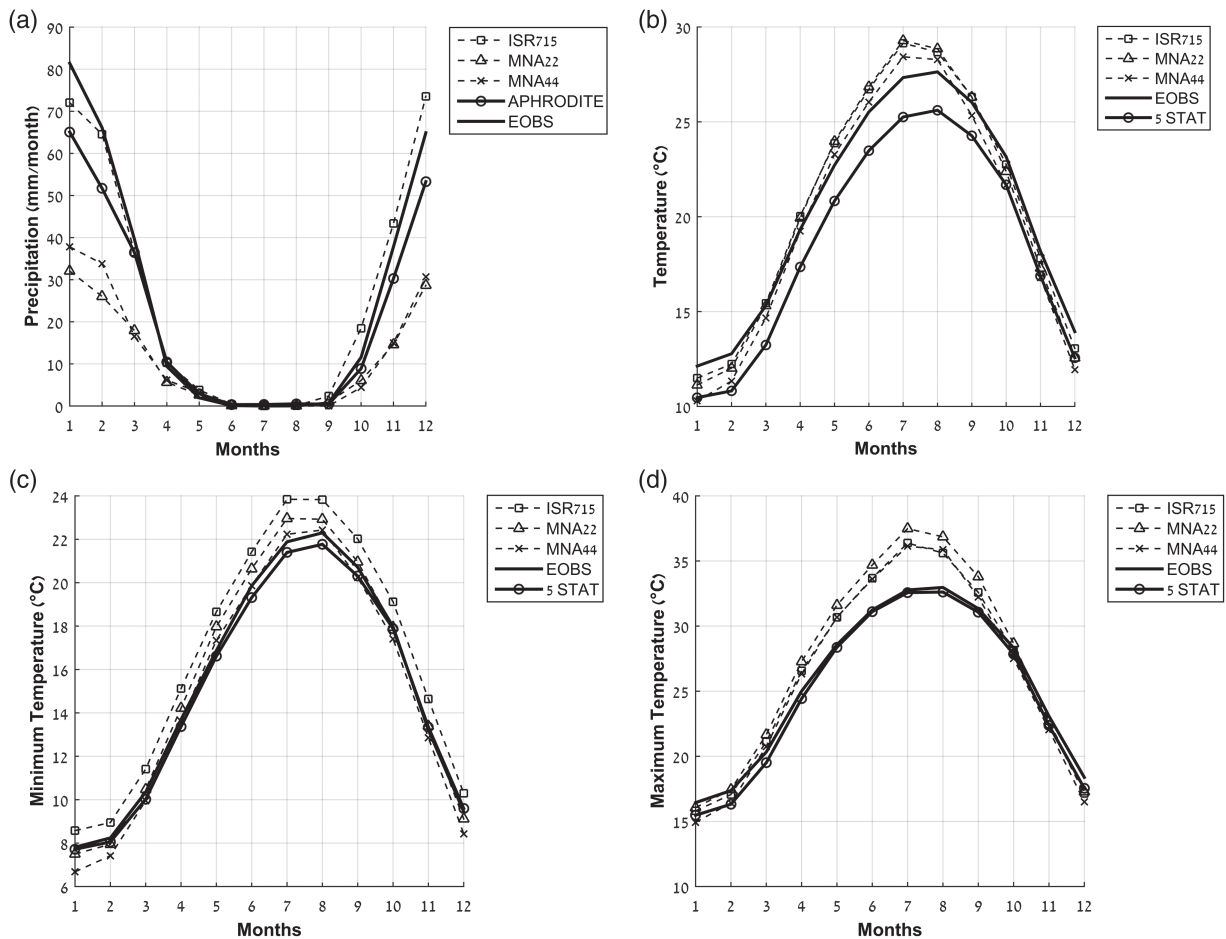 (a)
90
80
70
60
50
40
30
20
10
0
Precipitation (mm/month)
1 2 3 4 5 6 7 8 9 10 11 12
Months
ISR715
MNA22
MNA44
APHRODITE
EOBS
(b)
30
25
20
15
10
Temperature (°C)
1 2 3 4 5 6 7 8 9 10 11 12
Months
ISR715
MNA22
MNA44
EOBS
5 STAT
(c)
24
22
20
18
16
14
12
10
8
6
Minimum Temperature (°C)
1 2 3 4 5 6 7 8 9 10 11 12
Months
ISR715
MNA22
MNA44
EOBS
5 STAT
(d)
40
35
30
25
20
15
10
Maximum Temperature (°C)
1 2 3 4 5 6 7 8 9 10 11 12
Months
ISR715
MNA22
MNA44
EOBS
5 STAT